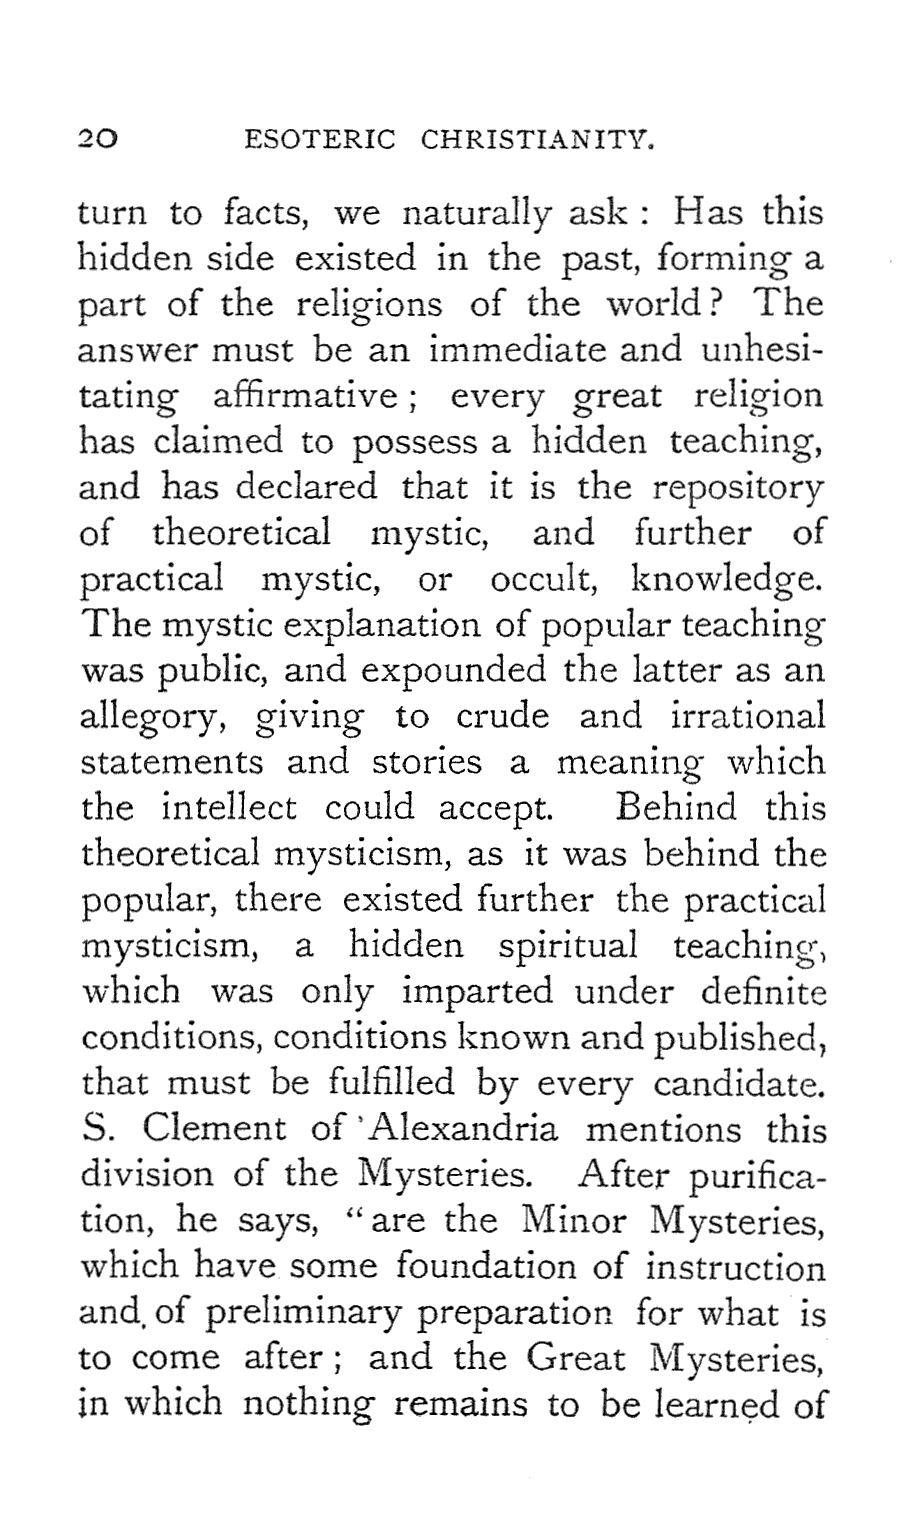 20 ESOTERIC CHRISTIANITY.
turn to facts, we naturally ask : Has this
hidden side existed in the past, forming a
part of the religions of the world ? The
answer must be an immediate and unhesi-
tating affirmative ; every great religion
has claimed to possess a hidden teaching,
and has declared that it is the repository
of theoretical mystic, and further of
practical mystic, or occult, knowledge.
The mystic explanation of popular teaching
was public, and expounded the latter as an
allegory, giving to crude and irrational
statements and stories a meaning which
the intellect could accept. Behind this
theoretical mysticism, as it was behind the
popular, there existed further the practical
mysticism, a hidden spiritual teaching,
which was only imparted under definite
conditions, conditions known and published,
that must be fulfilled by every candidate.
S. Clement of Alexandria mentions this
division of the Mysteries. After purifica-
tion, he says, “ are the Minor Mysteries,
which have some foundation of instruction
and of preliminary preparation for what is
to come after ; and the Great Mysteries,
in which nothing remains to be learned of